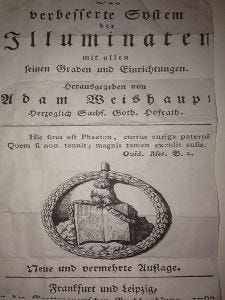 Das
verbesserte System
der
Illuminaten
mit allen
seinen Graden und Einrichtungen.
Herausgegeben von
Adam Weishaupt
Herzoglich Sachs. Goth. Hofrath.
Hic situs est Phaeton, currus auriga paterni
Quem si non tenuit, magnis tamen excidit ausis.
Ovid. Met. B. 2.
Neue und vermehrte Auflage.
Frankfurt und Leipzig,